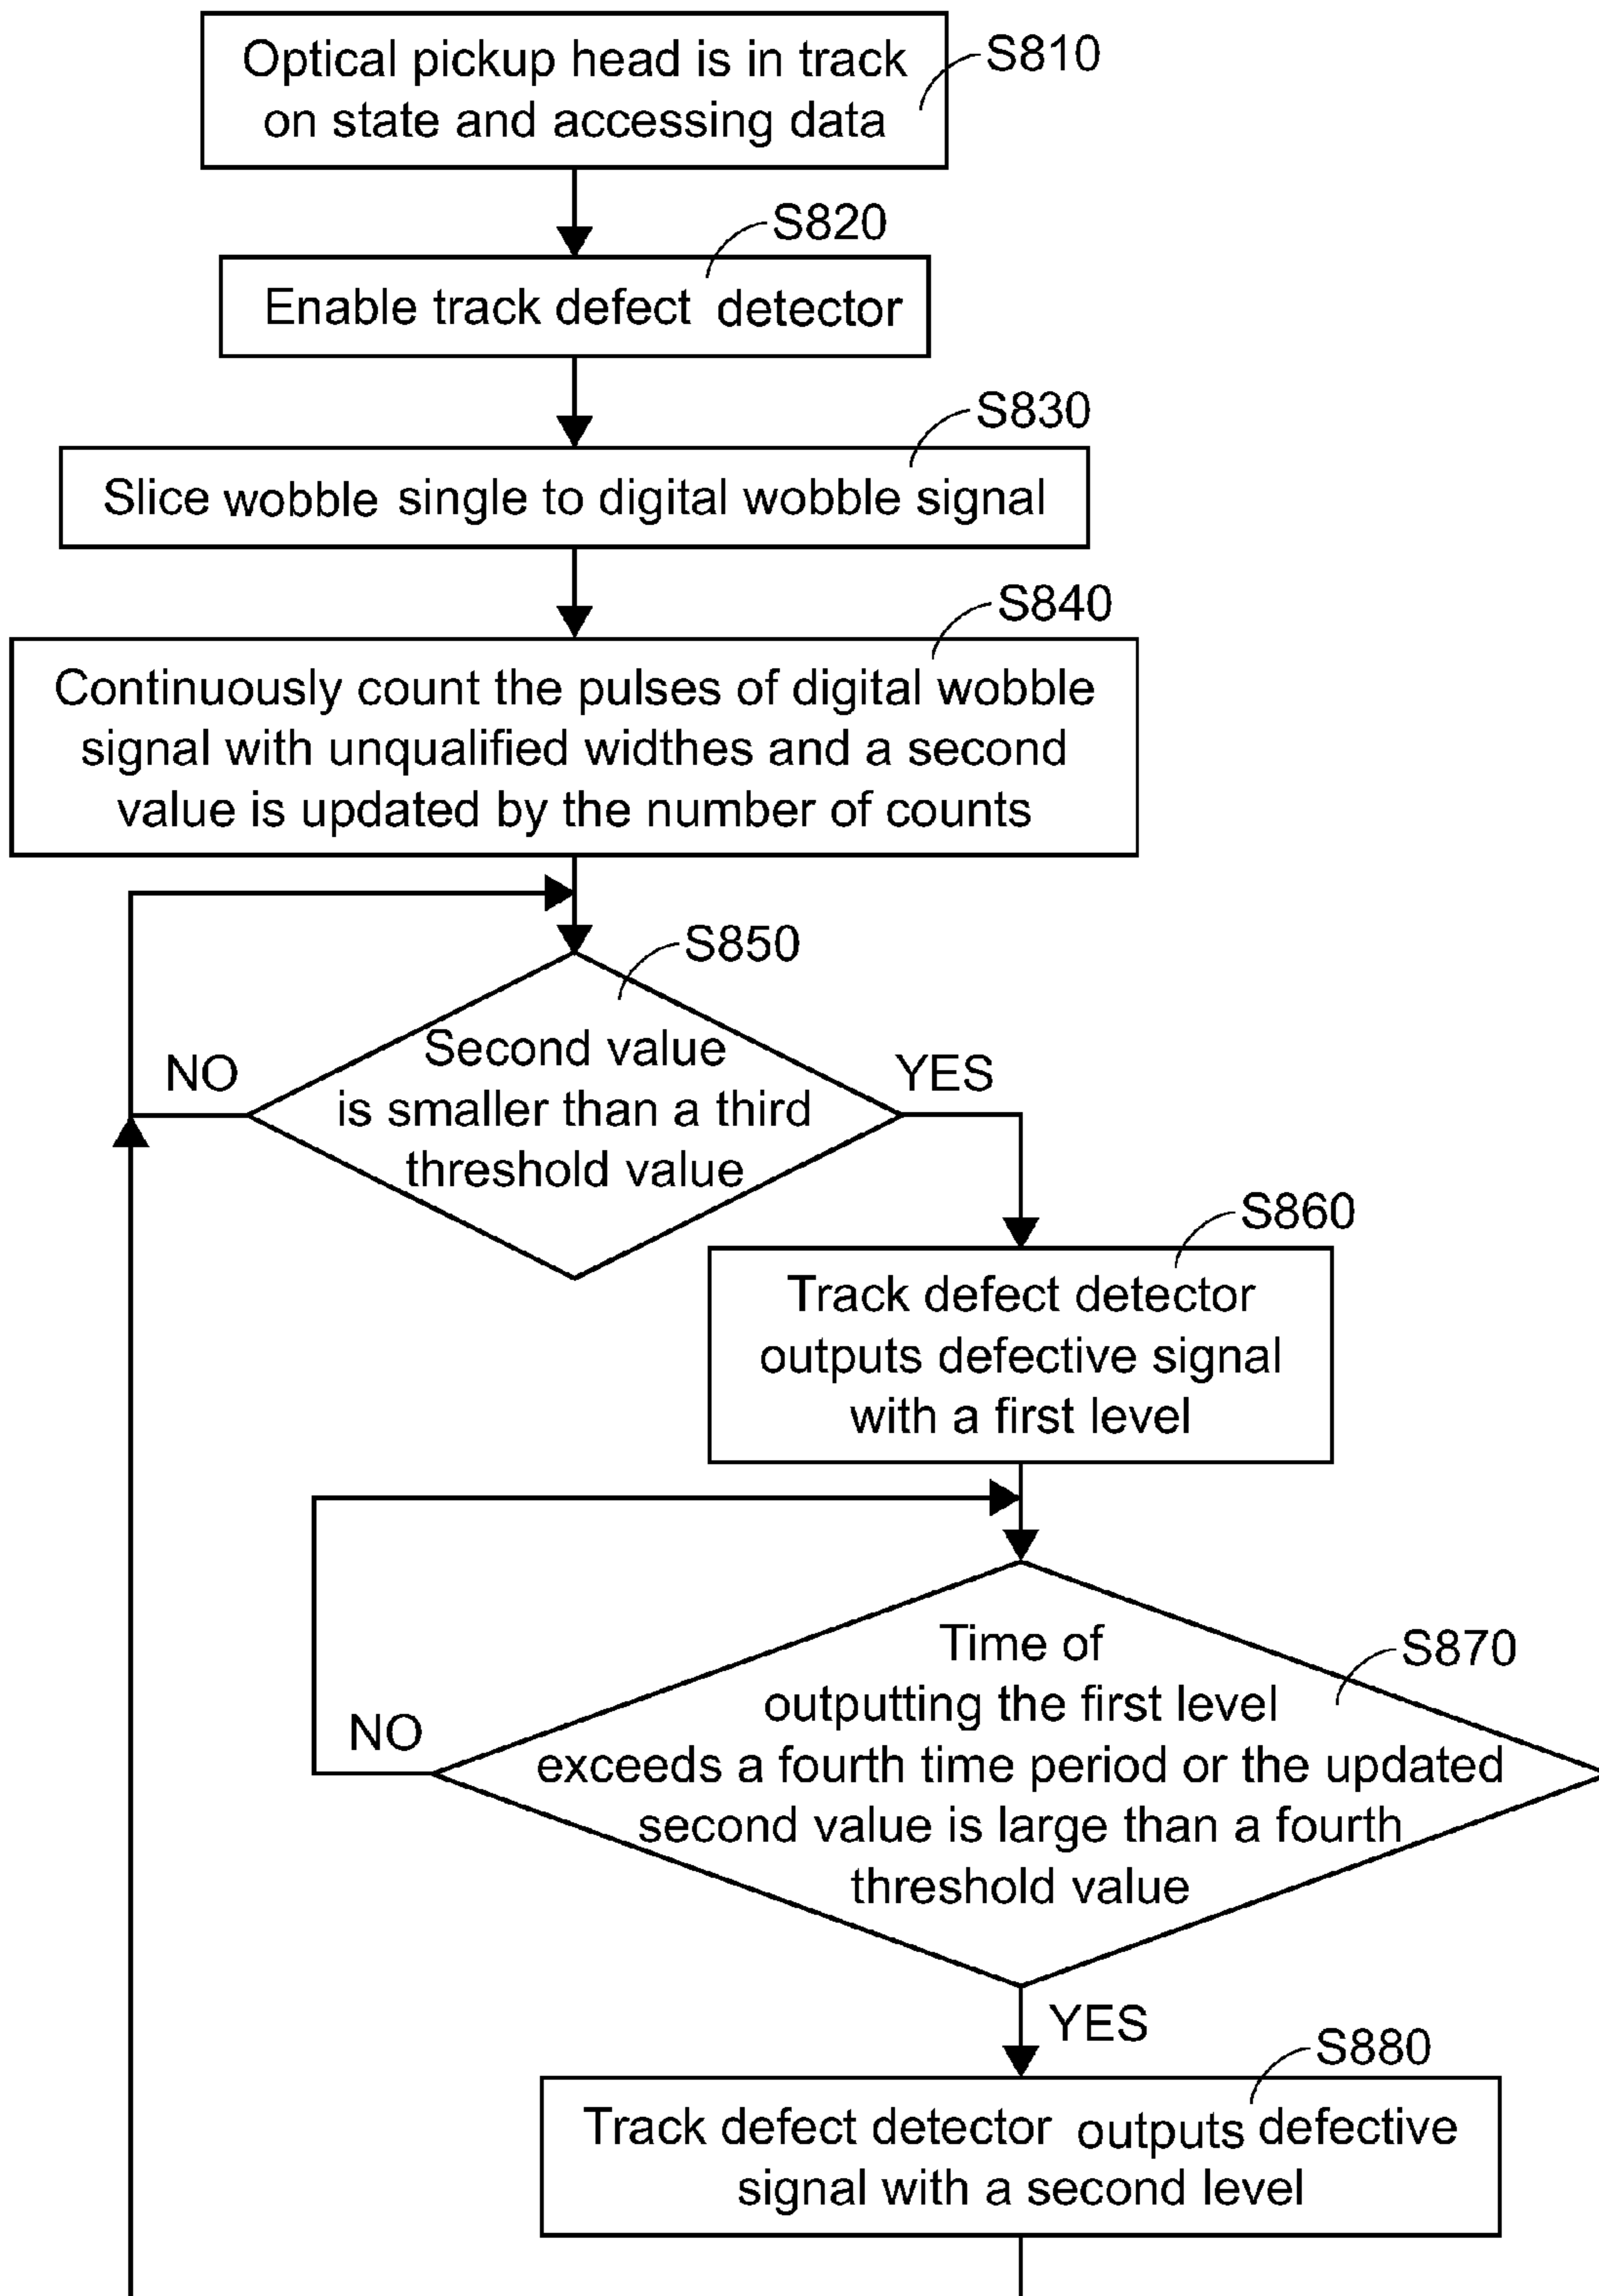 Optical pickup head is in track
on state and accessing data
S810
S820
Enable track defect detector
S830
Slice wobble single to digital wobble signal
S840
Continuously count the pulses of digital wobble
signal with unqualified widthes and a second
value is updated by the number of counts
S850
Second value
is smaller than a third
threshold value
NO
YES
S860
Track defect detector
outputs defective signal
with a first level
S870
Time of
outputting the first level
exceeds a fourth time period or the updated
second value is large than a fourth
threshold value
NO
YES
S880
Track defect detector outputs defective
signal with a second level